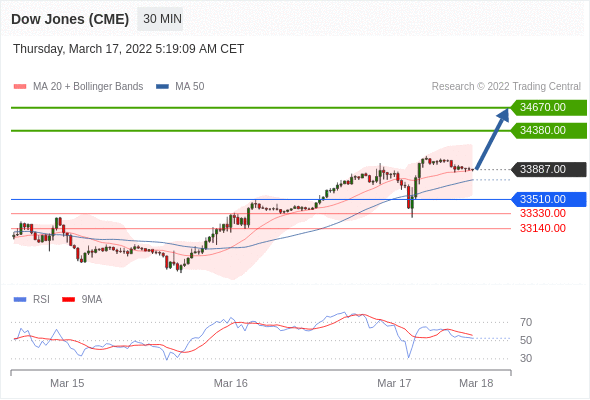 Dow Jones (CME) 30 MIN
Thursday, March 17, 2022 5:19:09 AM CET
MA 20 + Bollinger Bands MA 50 Research © 2022 Trading Central
34670.00
34380.00
33887.00
33510.00
33330.00
33140.00
RSI 9MA
70
50
30
Mar 15 Mar 16 Mar 17 Mar 18